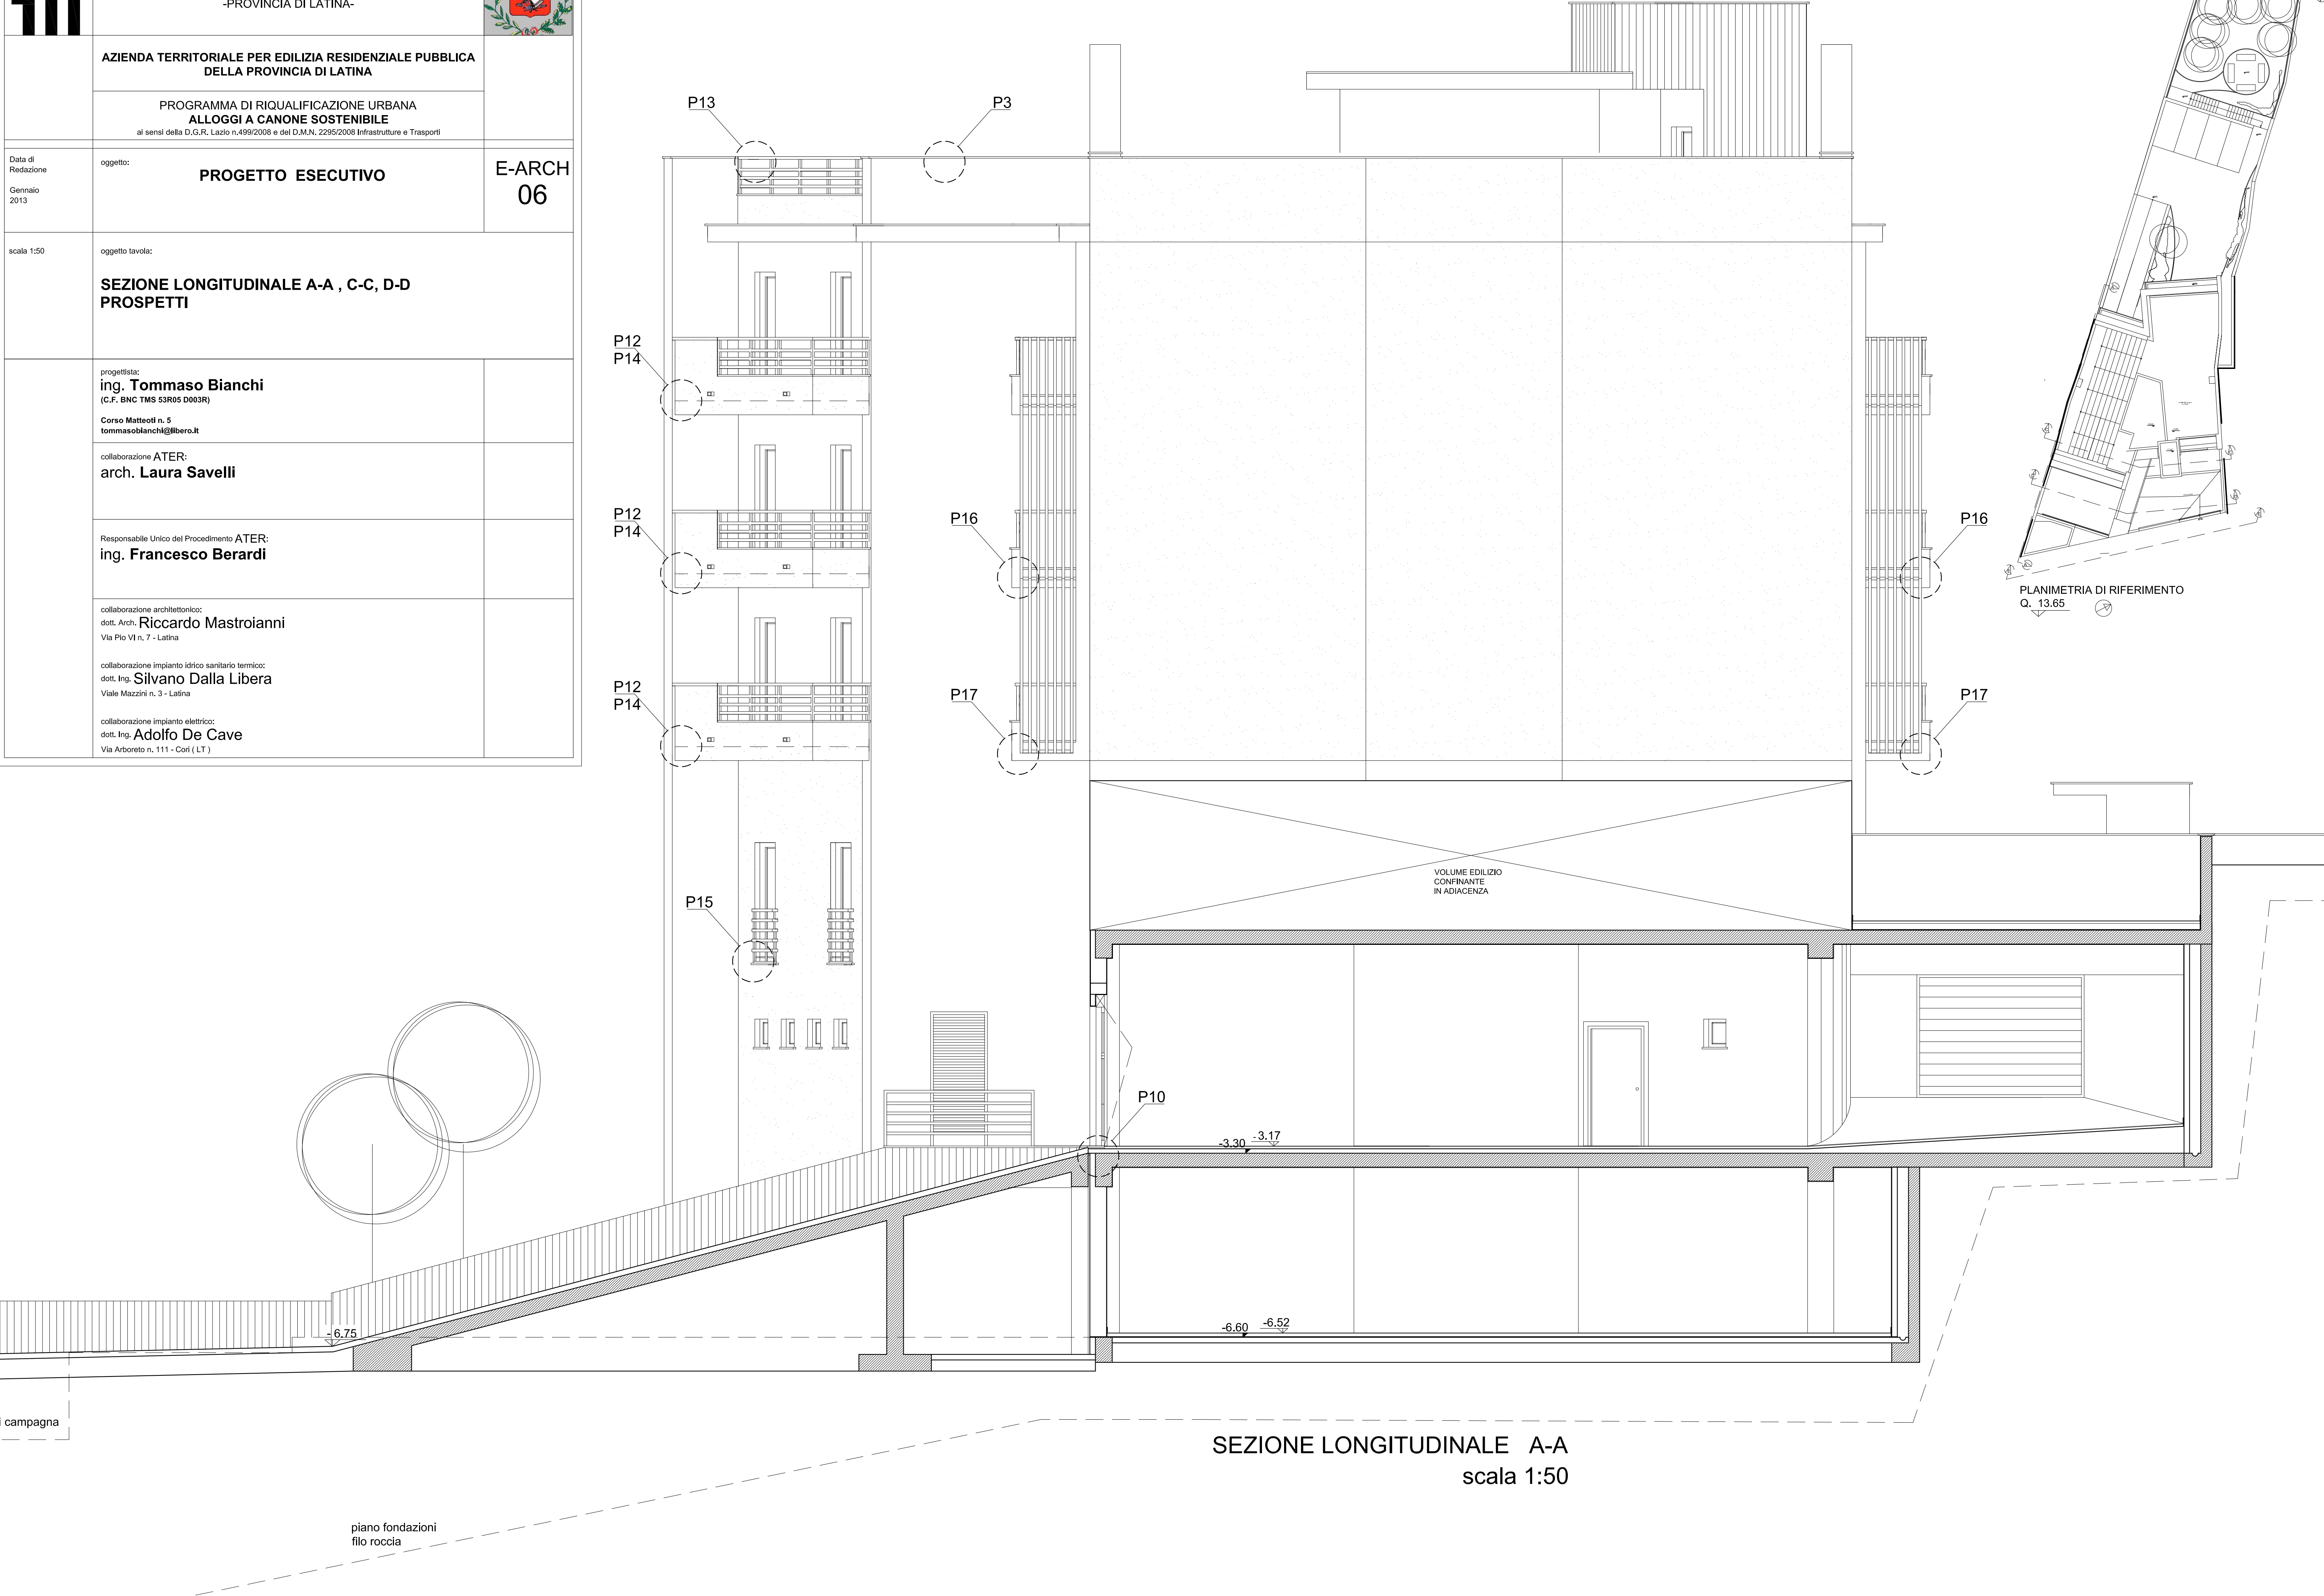 -PROVINCIA DI LATINA-
AZIENDA TERRITORIALE PER EDILIZIA RESIDENZIALE PUBBLICA
DELLA PROVINCIA DI LATINA
PROGRAMMA DI RIQUALIFICAZIONE URBANA
ALLOGGI A CANONE SOSTENIBILE
ai sensi della D.G.R. Lazio n.499/2008 e del D.M.N. 2295/2008 Infrastrutture e Trasporti
Data di
Redazione
Gennaio
2013
oggetto:
PROGETTO ESECUTIVO
E-ARCH
06
scala 1:50
oggetto tavola:
SEZIONE LONGITUDINALE A-A , C-C, D-D
PROSPETTI
progettista:
ing. Tommaso Bianchi
(C.F. BNC TMS 53R05 D003R)
Corso Matteoti n. 5
tommasobianchi@libero.it
collaborazione ATER:
arch. Laura Savelli
Responsabile Unico del Procedimento ATER:
ing. Francesco Berardi
collaborazione architettonico:
dott. Arch. Riccardo Mastroianni
Via Pio VI n. 7 - Latina
collaborazione impianto idrico sanitario termico:
dott. Ing. Silvano Dalla Libera
Viale Mazzini n. 3 - Latina
collaborazione impianto elettrico:
dott. Ing. Adolfo De Cave
Via Arboreto n. 111 - Cori ( LT )
P13
P3
P12
P14
P12
P14
P16
P16
P12
P14
P17
P17
P15
P10
PLANIMETRIA DI RIFERIMENTO
Q. 13.65
VOLUME EDILIZIO
CONFINANTE
IN ADIACENZA
-3.30
-3.17
-6.75
-6.60
-6.52
i campagna
SEZIONE LONGITUDINALE A-A
scala 1:50
piano fondazioni
filo roccia